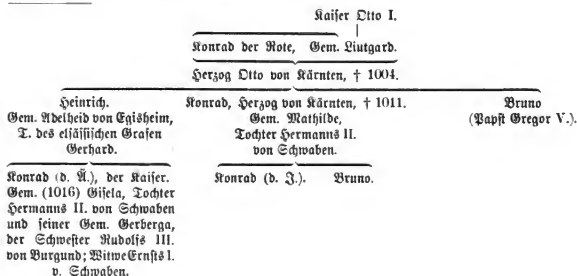 Kaiser Otto I.
Konrad der Rote, Gem. Liutgard.
Herzog Otto von Kärnten, † 1004.
Heinrich.
Gem. Adelheid von Egisheim,
T. des elsässischen Grafen
Gerhard.
Konrad, Herzog von Kärnten, † 1011.
Gem. Mathilde,
Tochter Hermanns II.
von Schwaben.
Bruno
(Papst Gregor V.)
Konrad (d. Ä.), der Kaiser.
Gem. (1016) Gisela, Tochter
Hermanns II. von Schwaben
und seiner Gem. Gerberga,
der Schwester Rudolfs III.
von Burgund; Witwe Ernsts I.
v. Schwaben.
Konrad (d. J.). Bruno.